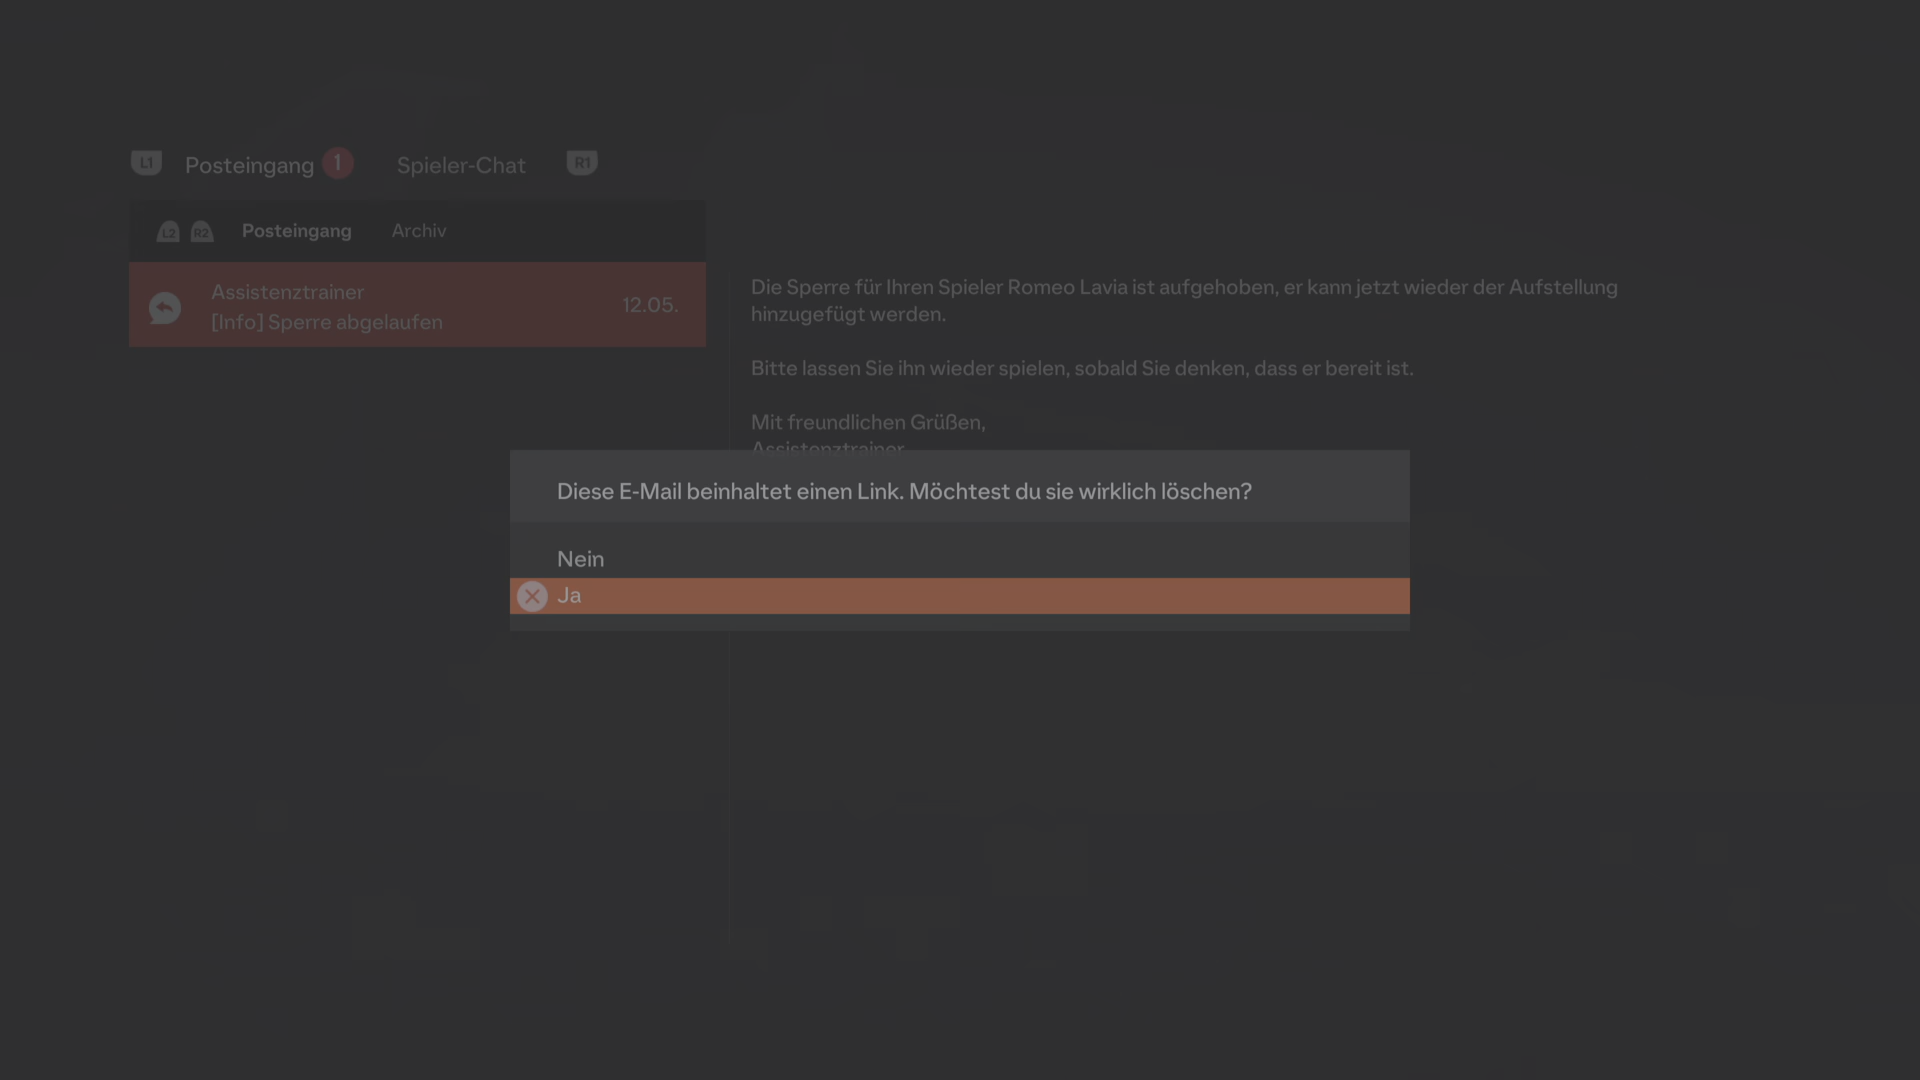 L1 Posteingang 1 Spieler-Chat R1
L2 R2 Posteingang Archiv
Assistenztrainer
[Info] Sperre abgelaufen
12.05.
Die Sperre für Ihren Spieler Romeo Lavia ist aufgehoben, er kann jetzt wieder der Aufstellung
hinzugefügt werden.
Bitte lassen Sie ihn wieder spielen, sobald Sie denken, dass er bereit ist.
Mit freundlichen Grüßen,
Assistenztrainer
Diese E-Mail beinhaltet einen Link. Möchtest du sie wirklich löschen?
Nein
Ja